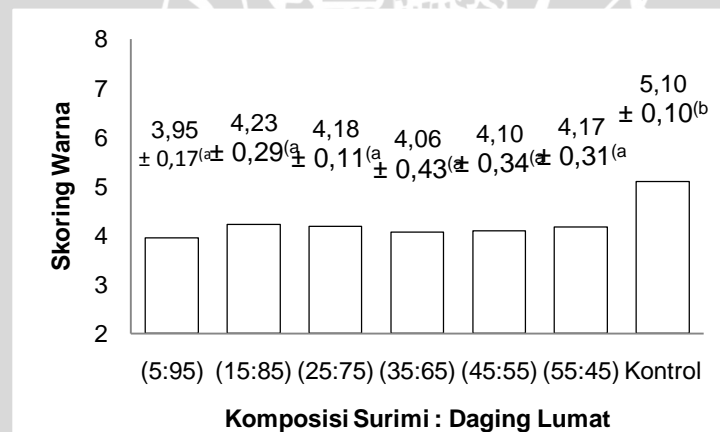 8
7
6
5
4
3
2
Skoring Warna
3,95
± 0,17(a
4,23
± 0,29(a
4,18
± 0,11(a
4,06
± 0,43(a
4,10
± 0,34(a
4,17
± 0,31(a
5,10
± 0,10(b
(5:95) (15:85) (25:75) (35:65) (45:55) (55:45) Kontrol
Komposisi Surimi : Daging Lumat